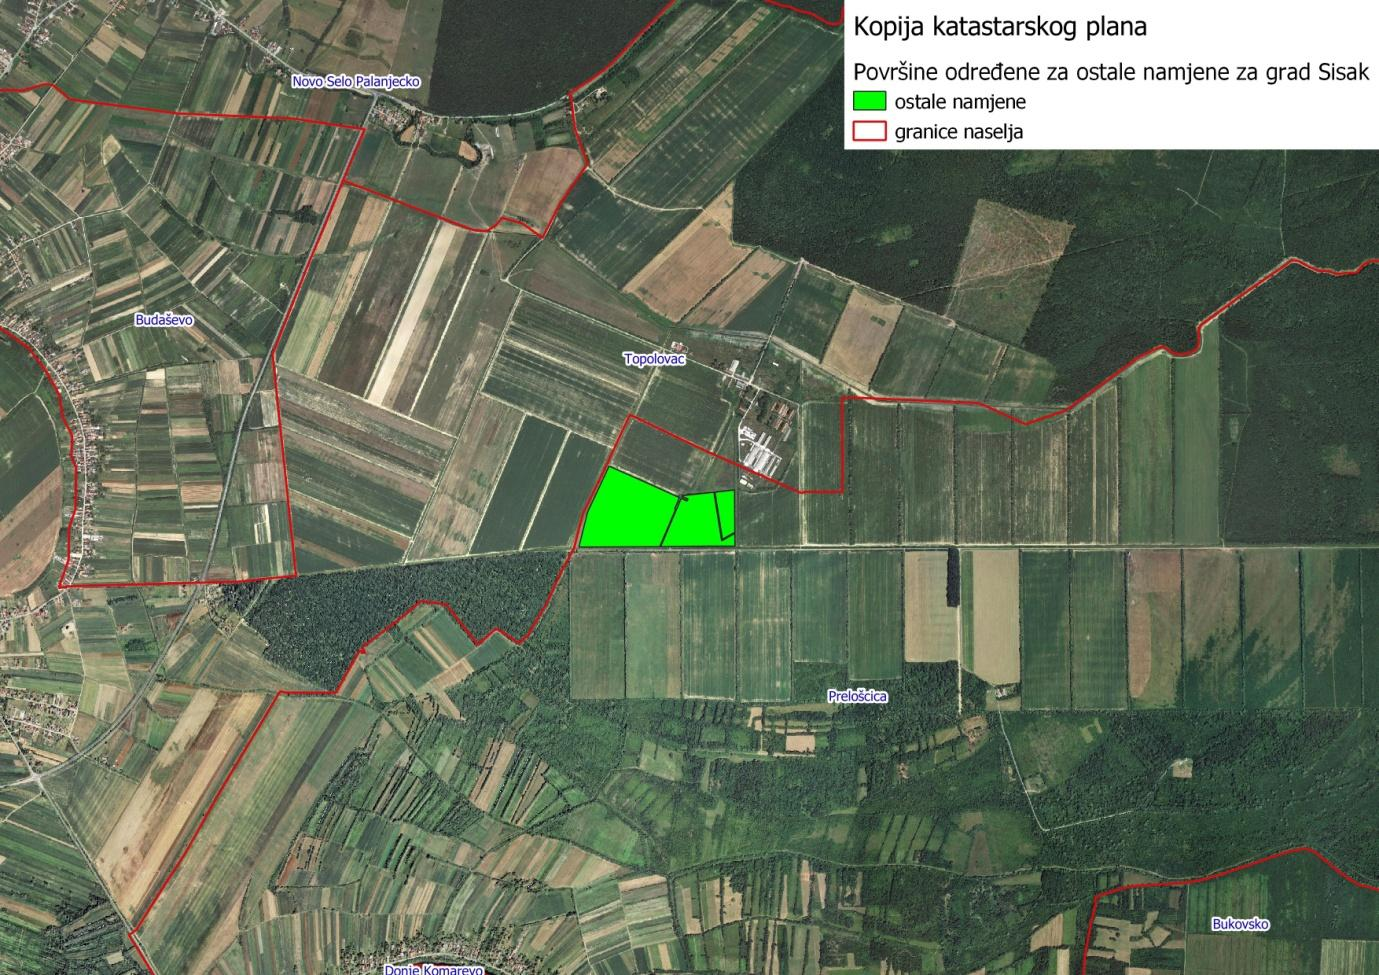 Kopija katastarskog plana
Površine određene za ostale namjene za grad Sisak
ostale namjene
granice naselja
Novo Selo Palanjecko
Budaševo
Topolovac
Prelošcica
Bukovsko
Donje Komarevo